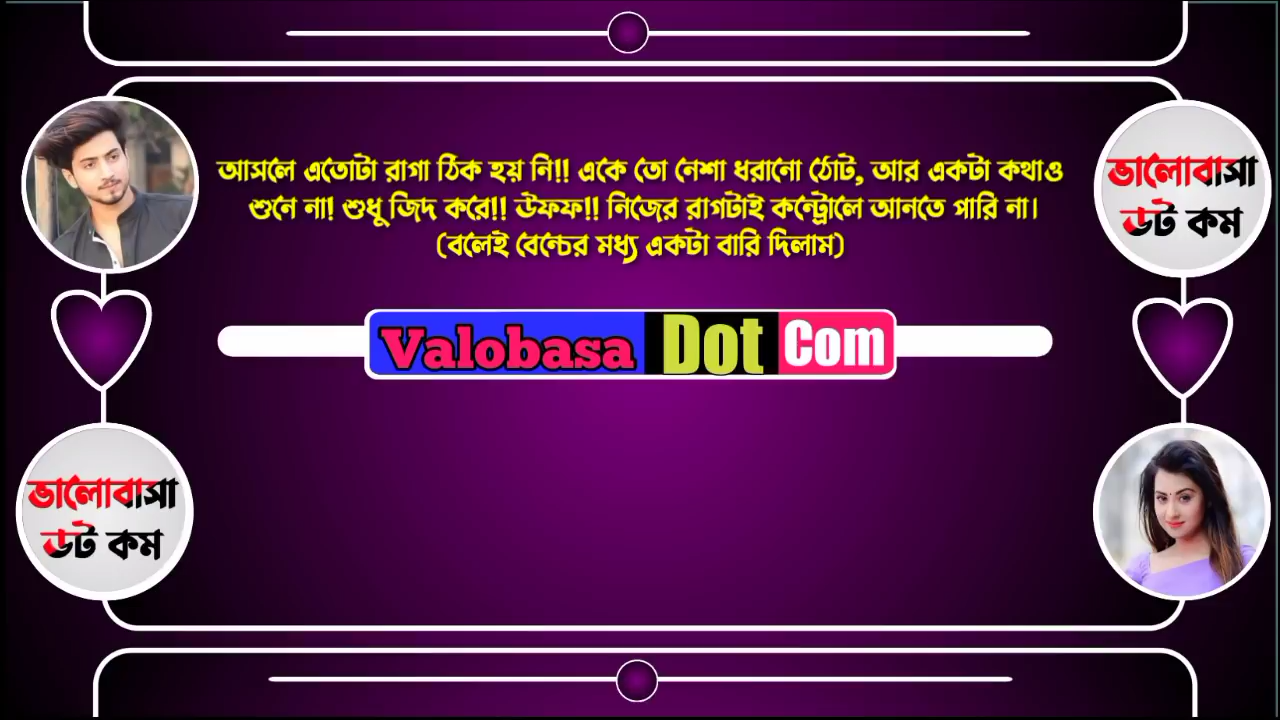 আসলে এতোটা রাগা ঠিক হয় নি!! একে তো নেশা ধরানো ঠোট, আর একটা কথাও
শুনে না! শুধু জিদ করে!! উফফ!! নিজের রাগটাই কন্ট্রোলে আনতে পারি না।
(বলেই বেন্চের মধ্য একটা বারি দিলাম)
ভালোবাসা
ডট কম
Valobasa Dot Com
ভালোবাসা
ডট কম